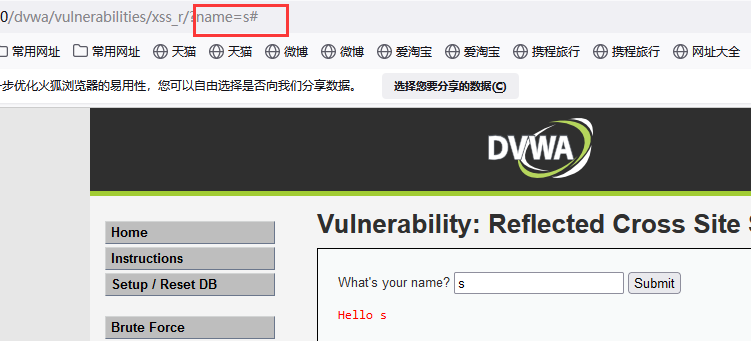 0/dvwa/vulnerabilities/xss_r/?name=s#
常用网址 常用网址 天猫 天猫 微博 微博 爱淘宝 爱淘宝 携程旅行 携程旅行 网址大全
步优化火狐浏览器的易用性，您可以自由选择是否向我们分享数据。 选择您要分享的数据(C)
DVWA
Home
Vulnerability: Reflected Cross Site
Instructions
Setup / Reset DB
What's your name? s Submit
Hello s
Brute Force